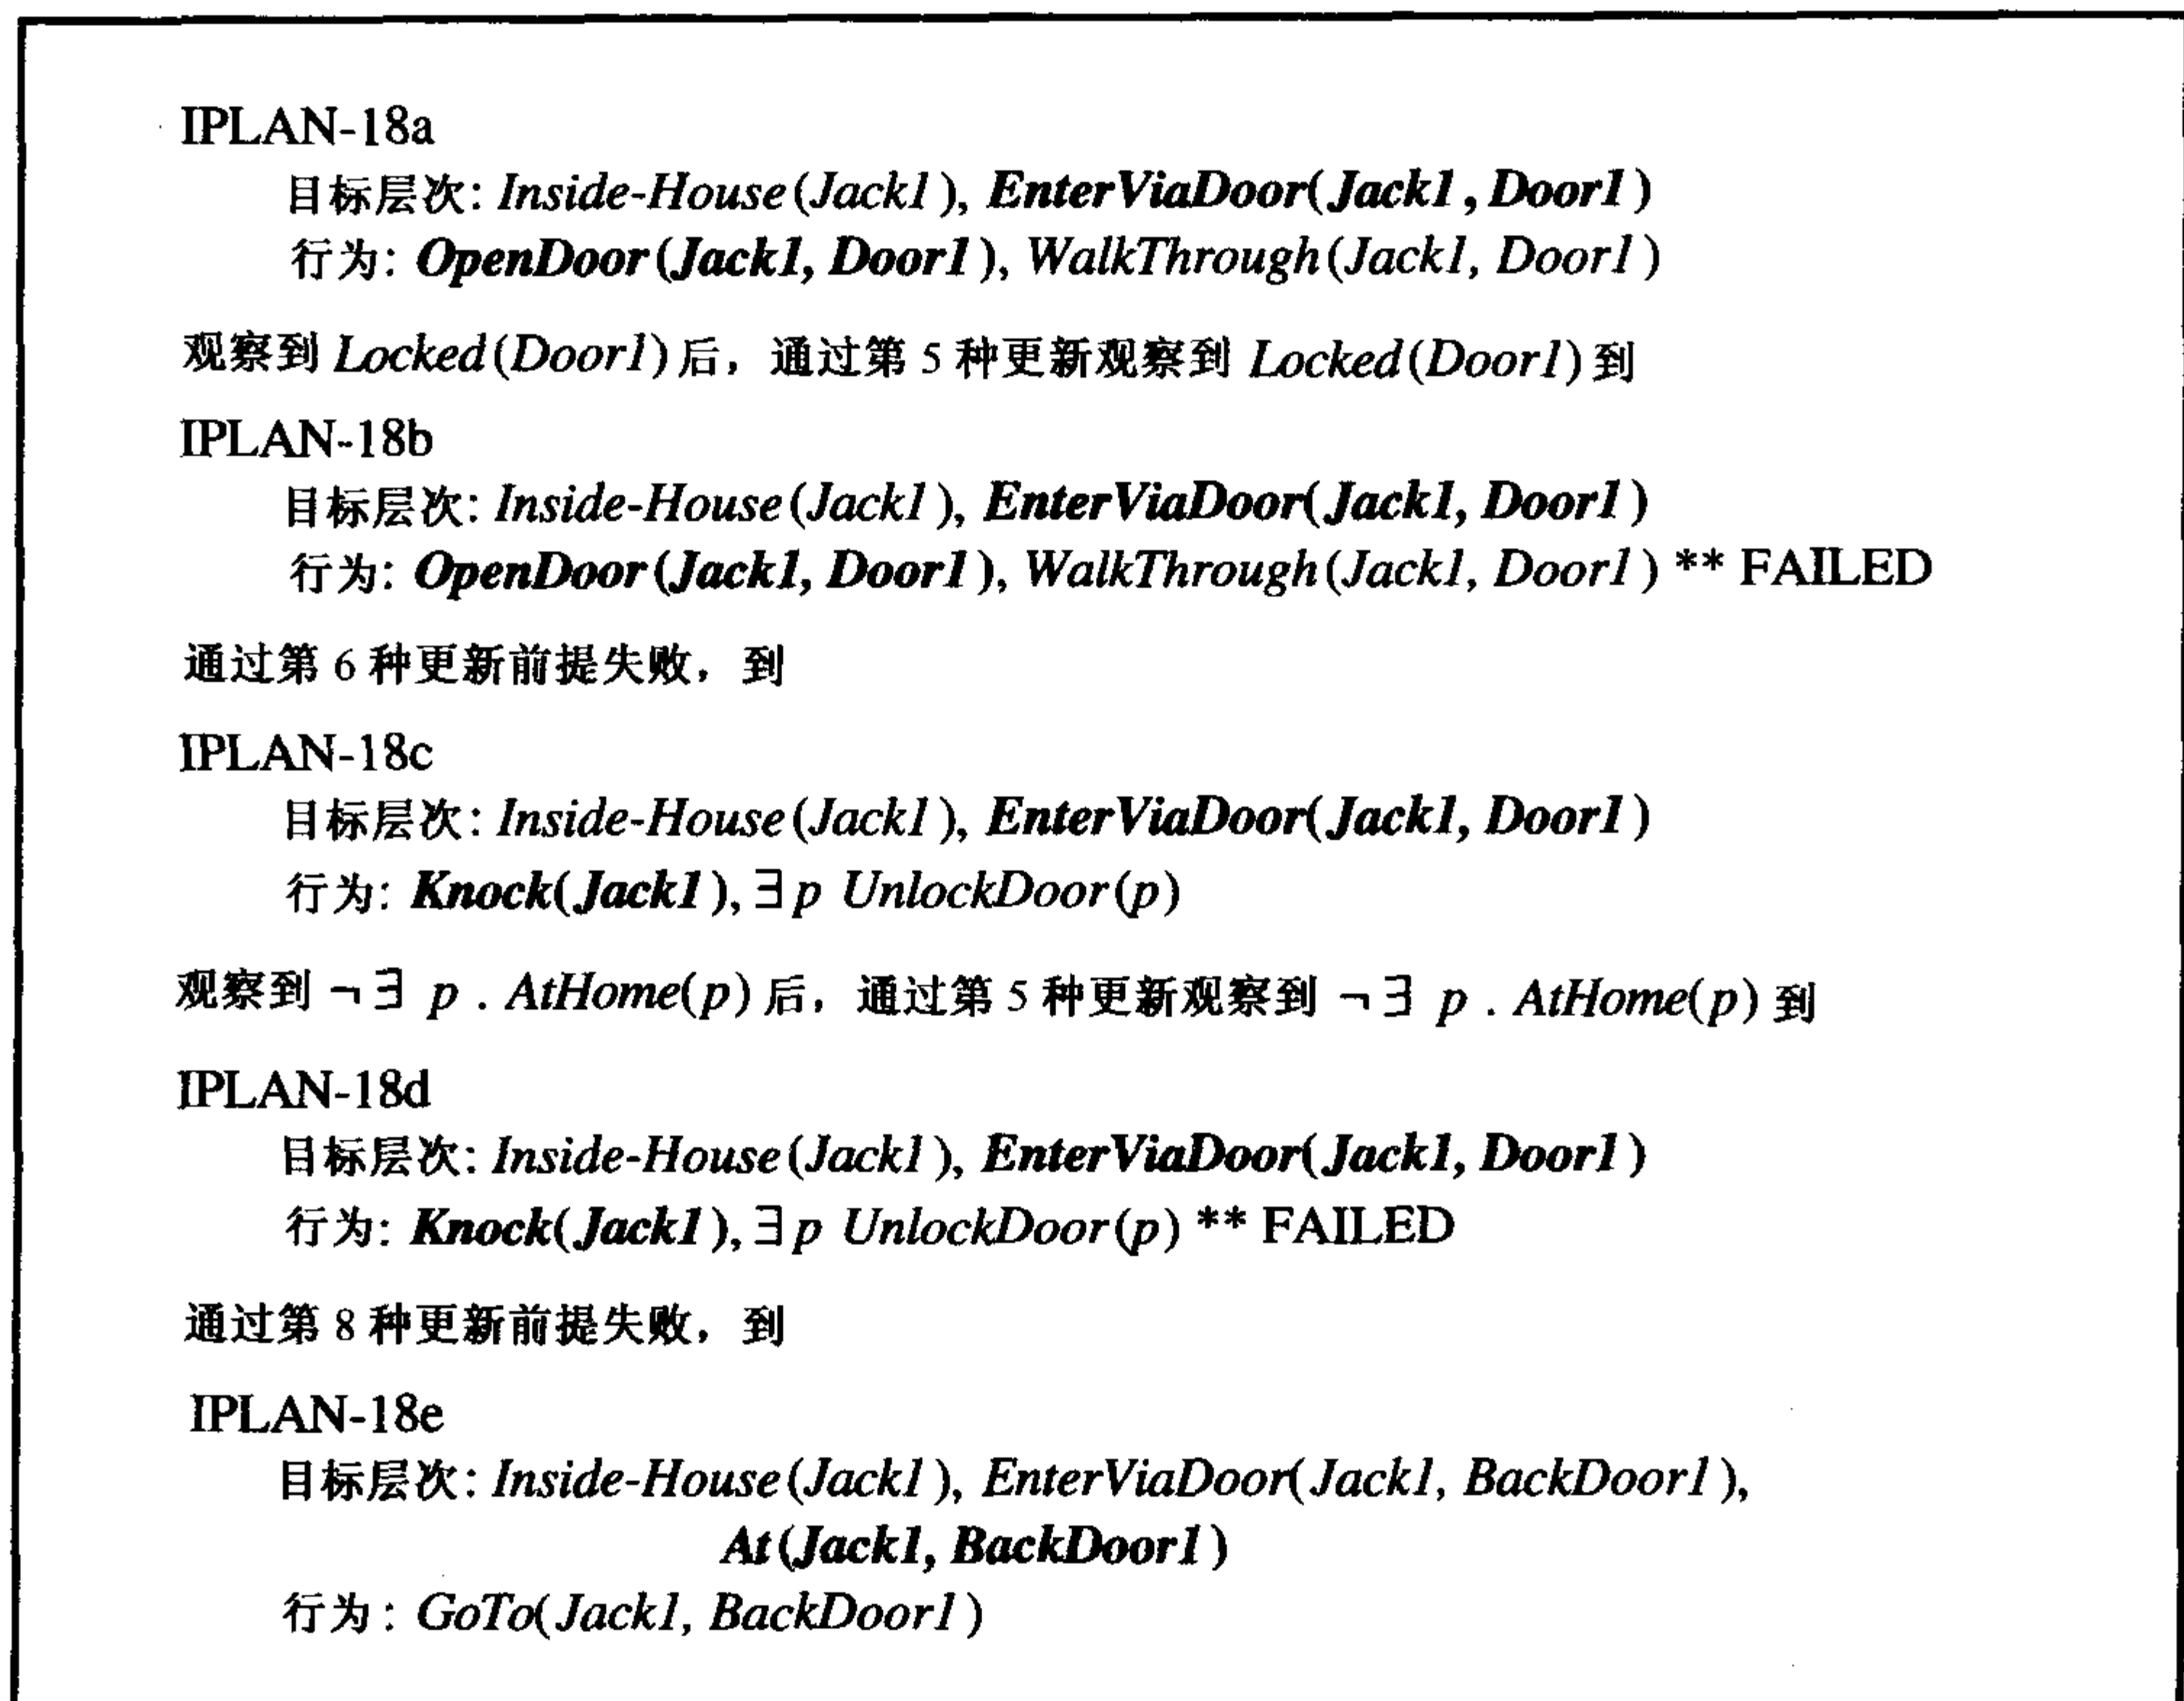 IPLAN-18a
目标层次: Inside-House(Jack1), EnterViaDoor(Jack1, Door1)
行为: OpenDoor(Jack1, Door1), WalkThrough(Jack1, Door1)
观察到 Locked(Door1)后，通过第 5 种更新观察到 Locked(Door1)到
IPLAN-18b
目标层次: Inside-House(Jack1), EnterViaDoor(Jack1, Door1)
行为: OpenDoor(Jack1, Door1), WalkThrough(Jack1, Door1) ** FAILED
通过第 6 种更新前提失败，到
IPLAN-18c
目标层次: Inside-House(Jack1), EnterViaDoor(Jack1, Door1)
行为: Knock(Jack1), ∃p UnlockDoor(p)
观察到 ¬∃ p . AtHome(p)后，通过第 5 种更新观察到 ¬∃ p . AtHome(p) 到
IPLAN-18d
目标层次: Inside-House(Jack1), EnterViaDoor(Jack1, Door1)
行为: Knock(Jack1), ∃p UnlockDoor(p) ** FAILED
通过第 8 种更新前提失败，到
IPLAN-18e
目标层次: Inside-House(Jack1), EnterViaDoor(Jack1, BackDoor1),
At(Jack1, BackDoor1)
行为: GoTo(Jack1, BackDoor1)